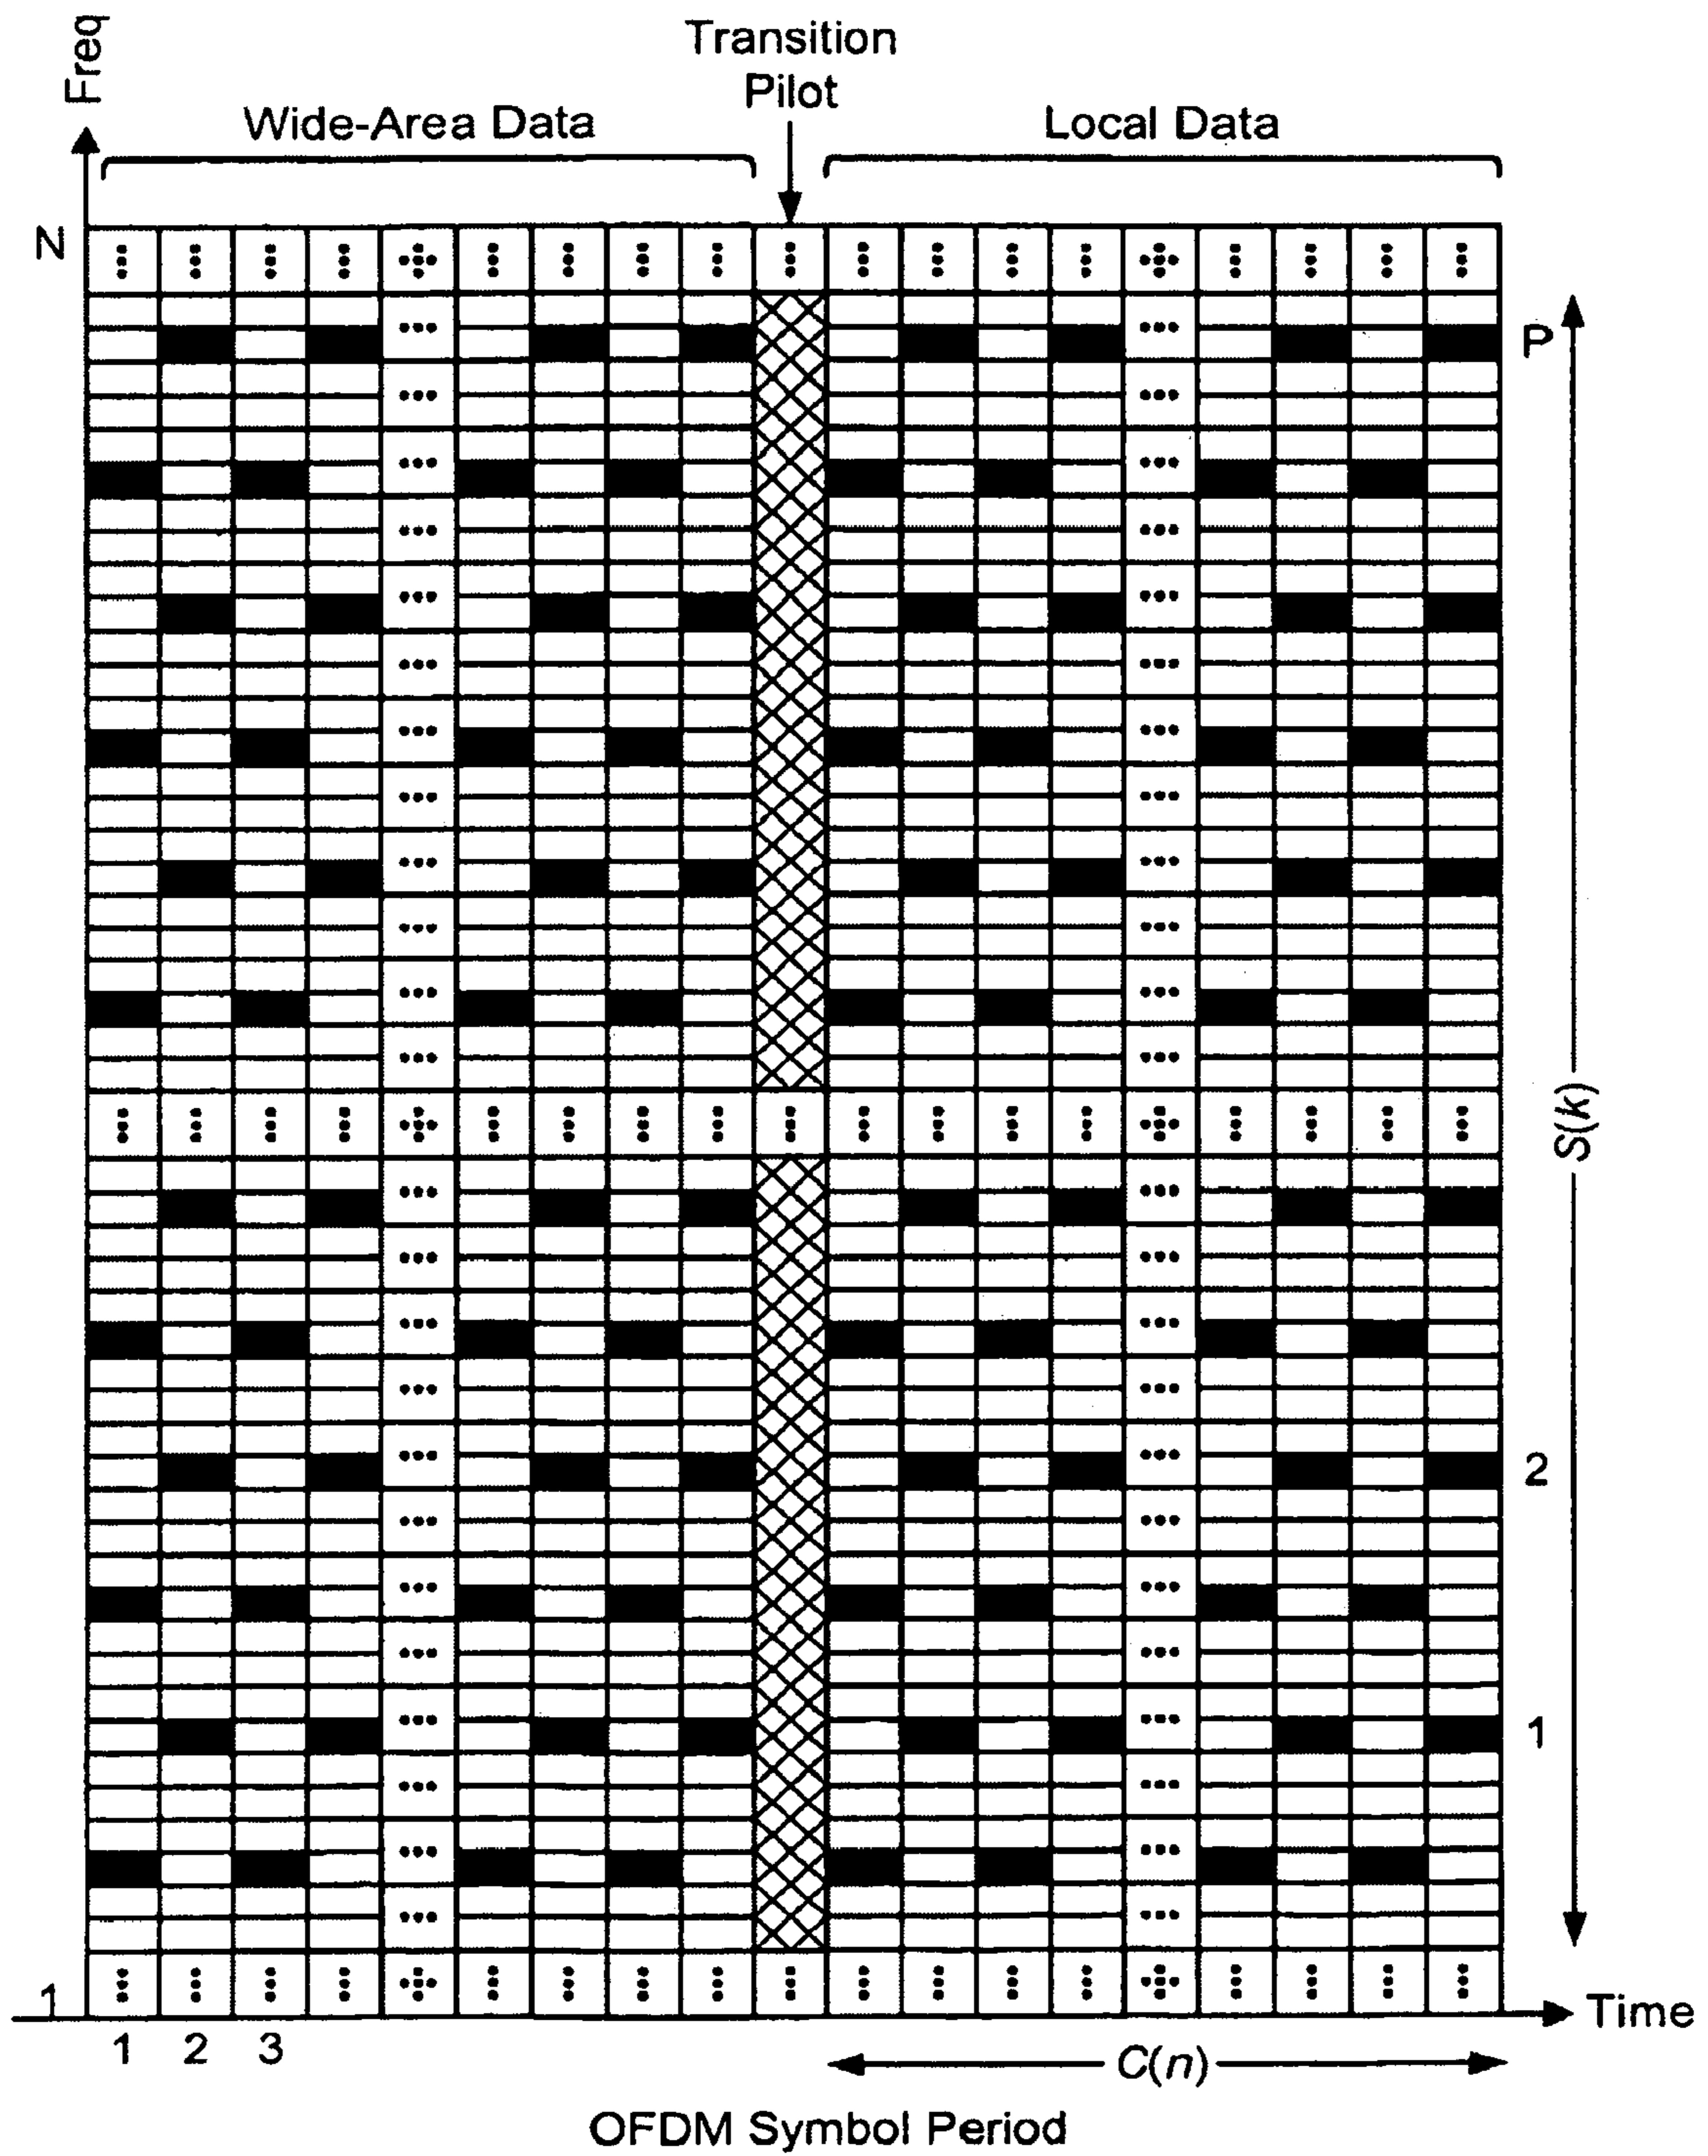 Transition
Pilot
Freq
Wide-Area Data
Local Data
N
P
S(k)
2
1
1
Time
1 2 3
C(n)
OFDM Symbol Period